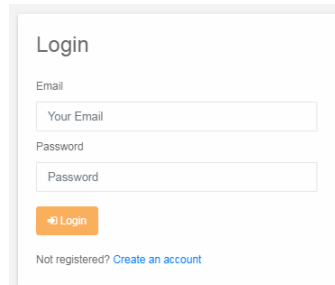 Login
Email
Your Email
Password
Password
Login
Not registered? Create an account